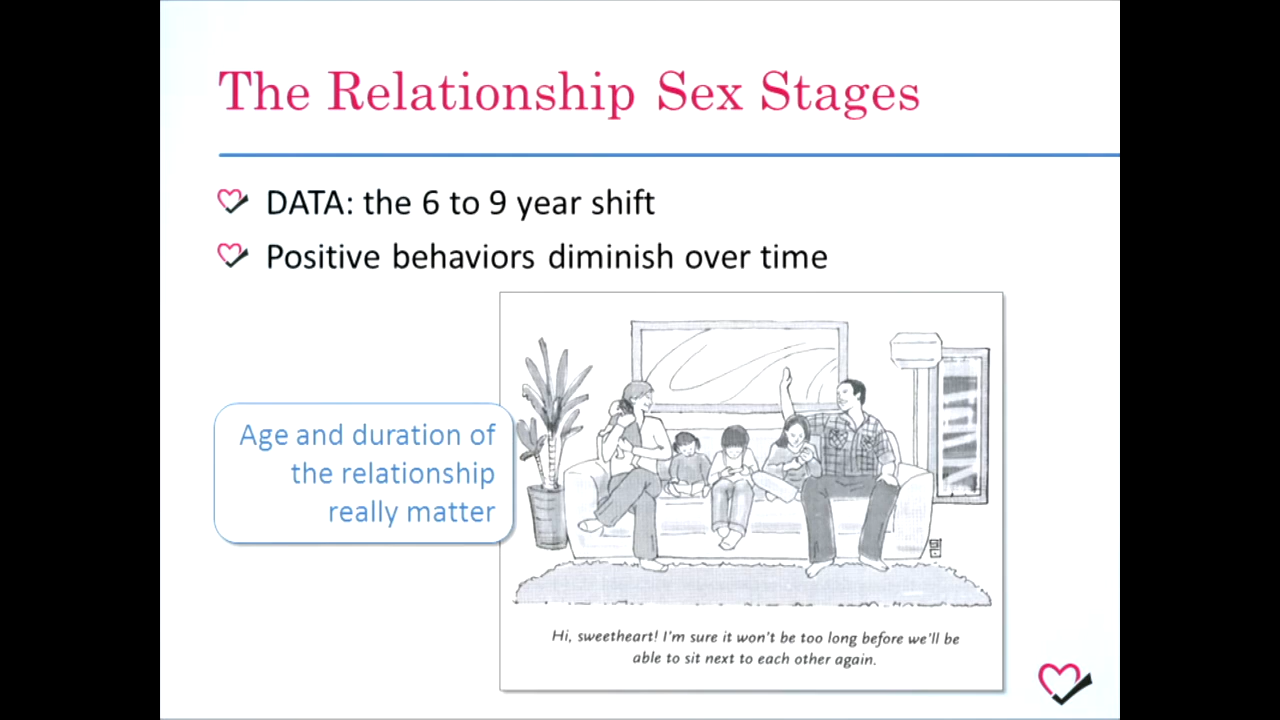 The Relationship Sex Stages
DATA: the 6 to 9 year shift
Positive behaviors diminish over time
Age and duration of
the relationship
really matter
Hi, sweetheart! I'm sure it won't be too long before we'll be
able to sit next to each other again.